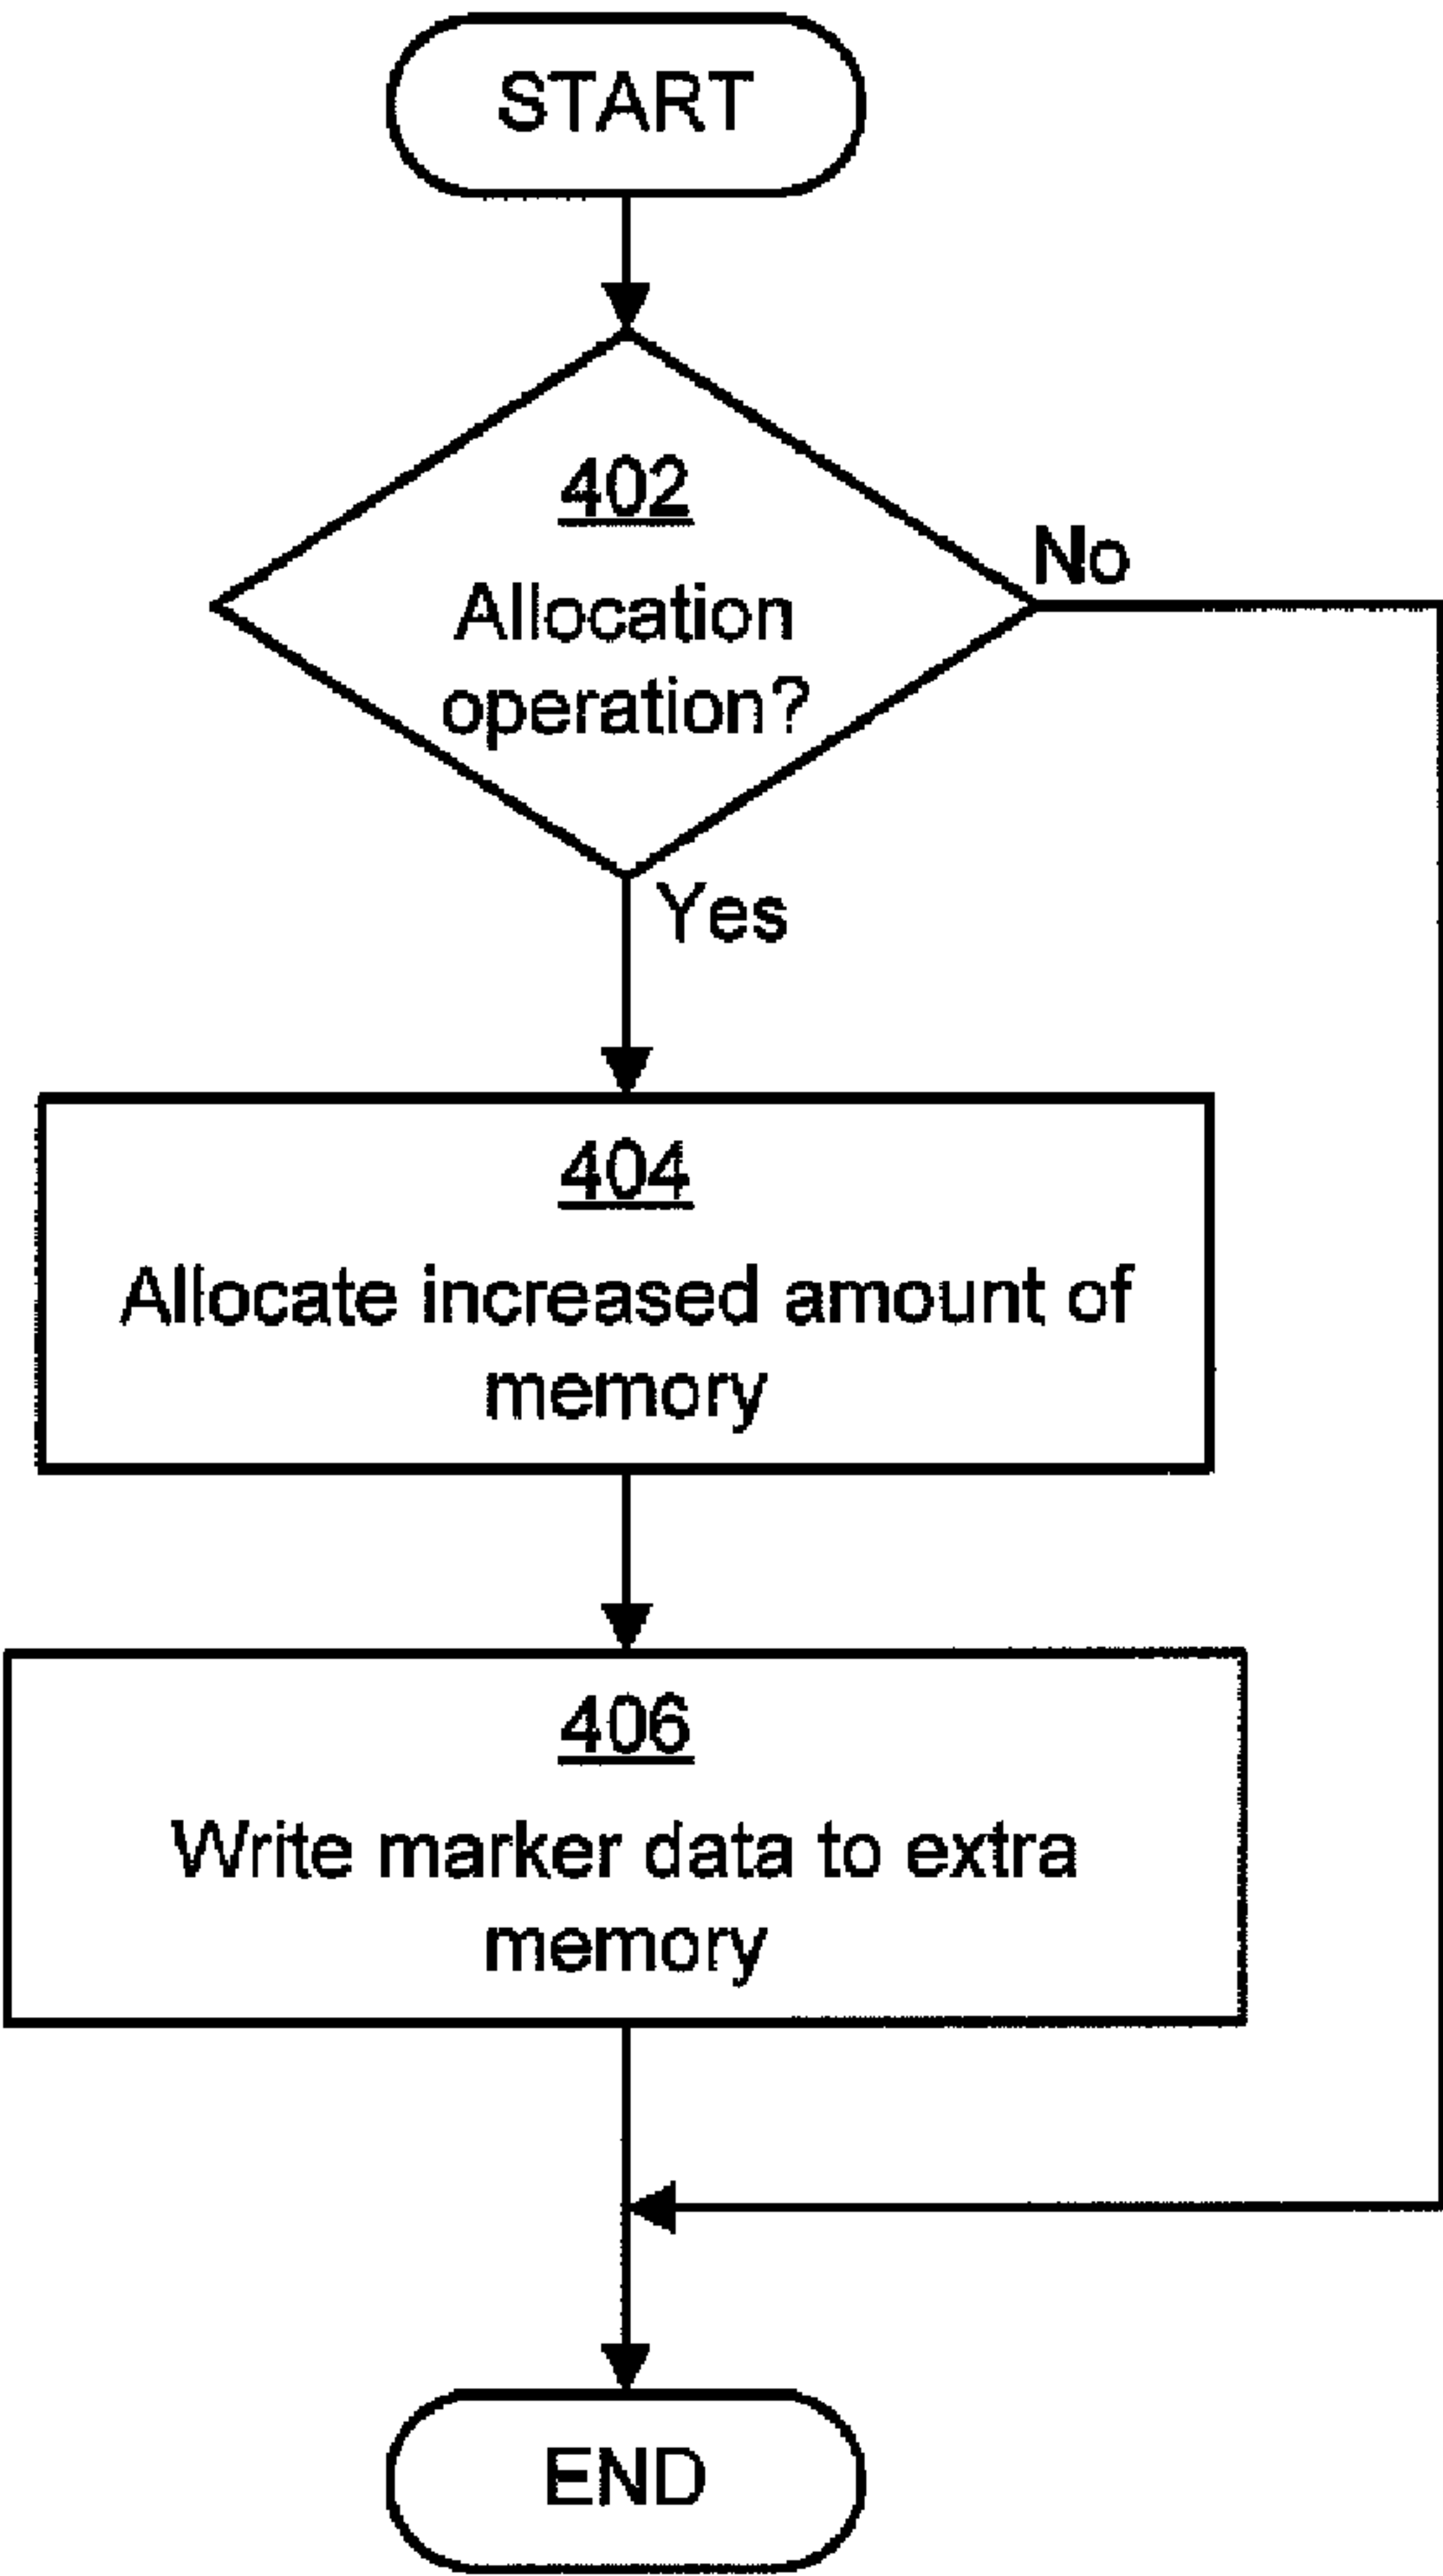 START
402
Allocation
operation?
No
Yes
404
Allocate increased amount of
memory
406
Write marker data to extra
memory
END